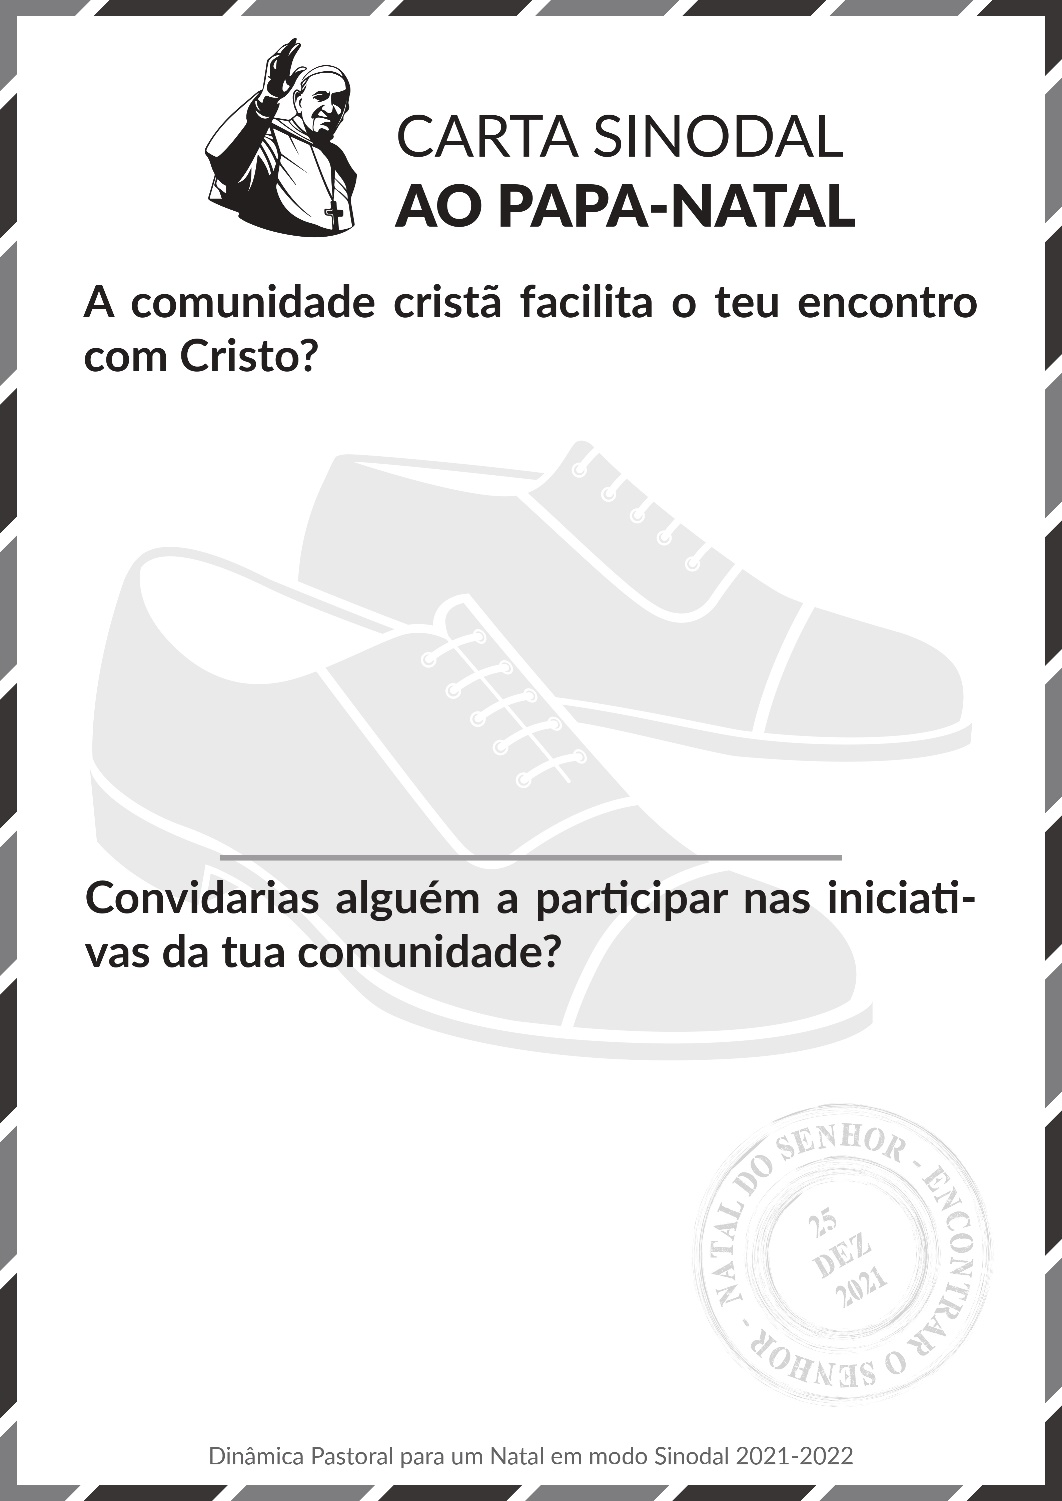 CARTA SINODAL
AO PAPA-NATAL
A comunidade cristã facilita o teu encontro
com Cristo?
Convidarias alguém a participar nas iniciati-
vas da tua comunidade?
NATAL DO SENHOR - ENCONTRAR O SENHOR -
25
DEZ
2021
Dinâmica Pastoral para um Natal em modo Sinodal 2021-2022